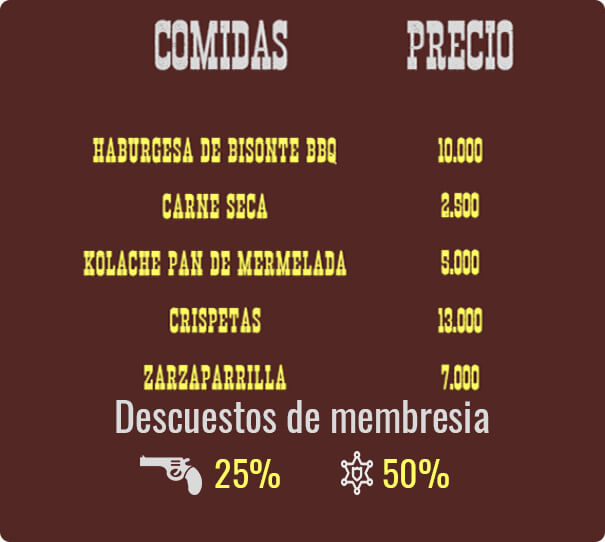 COMIDAS PRECIO
HABURGESA DE BISONTE BBQ 10.000
CARNE SECA 2.500
KOLACHE PAN DE MERMELADA 5.000
CRISPETAS 13.000
ZARZAPARRILLA 7.000
Descuestos de membresia
25% 50%